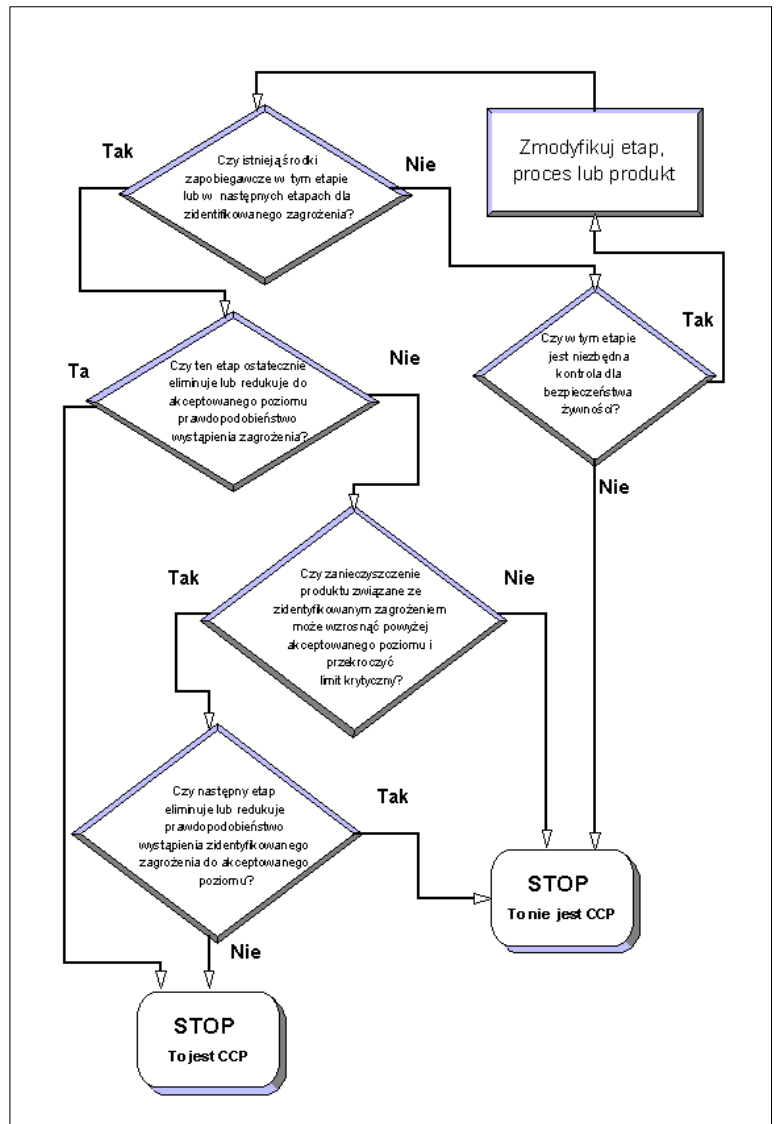 Tak
Czy istnieją środki
zapobiegawcze w tym etapie
lub w następnych etapach dla
zidentifikowanego zagrożenia?
Nie
Zmodyfikuj etap,
proces lub produkt
Ta
Czy ten etap ostatecznie
eliminuje lub redukuje do
akceptowanego poziomu
prawdopodobieństwo
wystąpienia zagrożenia?
Nie
Czy w tym etapie
jest niezbędna
kontrola dla
bezpieczeństwa
żywności?
Tak
Nie
Tak
Czy zanieczyszczenie
produktu związane ze
zidentyfikowanym zagrożeniem
może wzrosnąć powyżej
akceptowanego poziomu i
przekroczyć
limit krytyczny?
Nie
Czy następny etap
eliminuje lub redukuje
prawdopodobieństwo
wystąpienia zidentyfikowanego
zagrożenia do akceptowanego
poziomu?
Tak
Nie
STOP
To nie jest CCP
STOP
To jest CCP